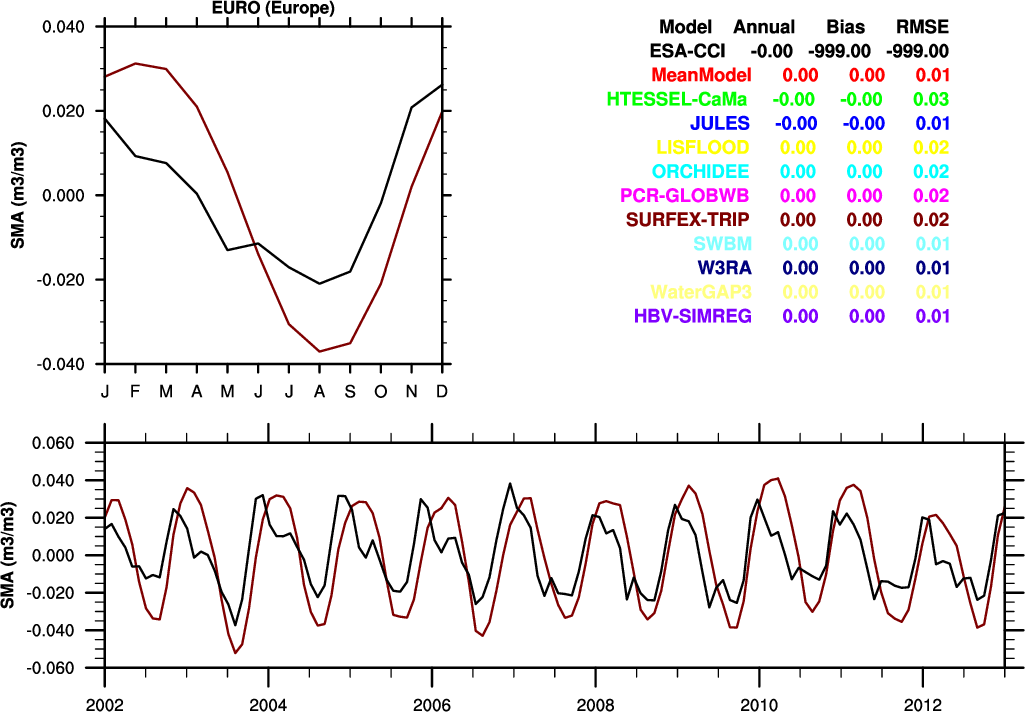 EURO (Europe)
0.040
0.020
0.000
-0.020
-0.040
SMA (m3/m3)
J F M A M J J A S O N D
Model Annual Bias RMSE
ESA-CCI -0.00 -999.00 -999.00
MeanModel 0.00 0.00 0.01
HTESSEL-CaMa -0.00 -0.00 0.03
JULES -0.00 -0.00 0.01
LISFLOOD 0.00 0.00 0.02
ORCHIDEE 0.00 0.00 0.02
PCR-GLOBWB 0.00 0.00 0.02
SURFEX-TRIP 0.00 0.00 0.02
SWBM 0.00 0.00 0.01
W3RA 0.00 0.00 0.01
WaterGAP3 0.00 0.00 0.01
HBV-SIMREG 0.00 0.00 0.01
0.060
0.040
0.020
0.000
-0.020
-0.040
-0.060
SMA (m3/m3)
2002 2004 2006 2008 2010 2012